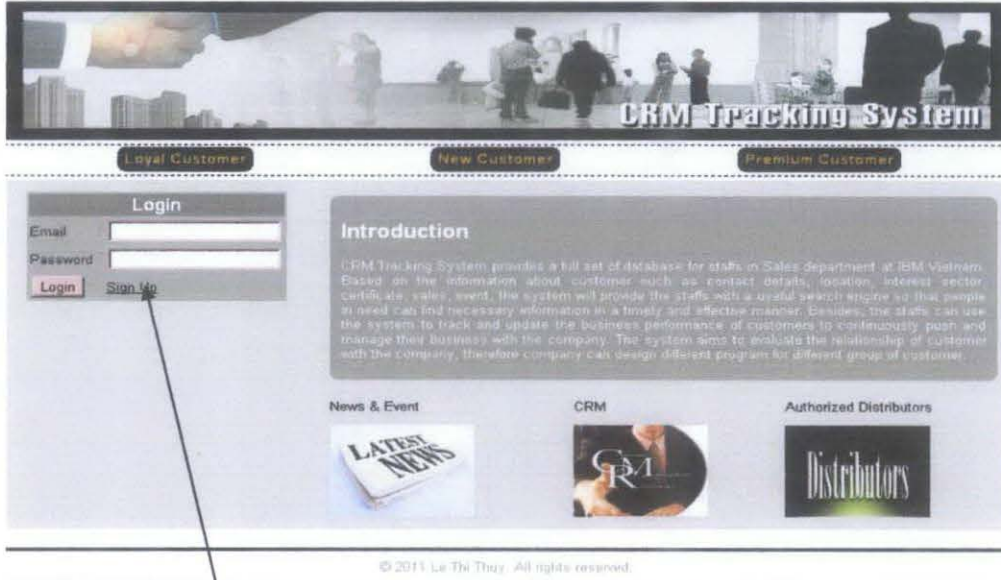 CRM Tracking System
Loyal Customer
New Customer
Premium Customer
Login
Email
Password
Login
Sign Up
Introduction
CRM Tracking System provides a full set of database for staffs in Sales department at IBM Vietnam.
Based on the information about customer such as contact details, location, interest sector
certificate, sales, event, the system will provide the staffs with a useful search engine so that people
in need can find necessary information in a timely and effective manner. Besides, the staffs can use
the system to track and update the business performance of customers to continuously push and
manage their business with the company. The system aims to evaluate the relationship of customer
with the company, therefore company can design different program for different group of customer.
News & Event
CRM
Authorized Distributors
LATEST
NEWS
CRM
Distributors
© 2011 Le Thi Thuy. All rights reserved.